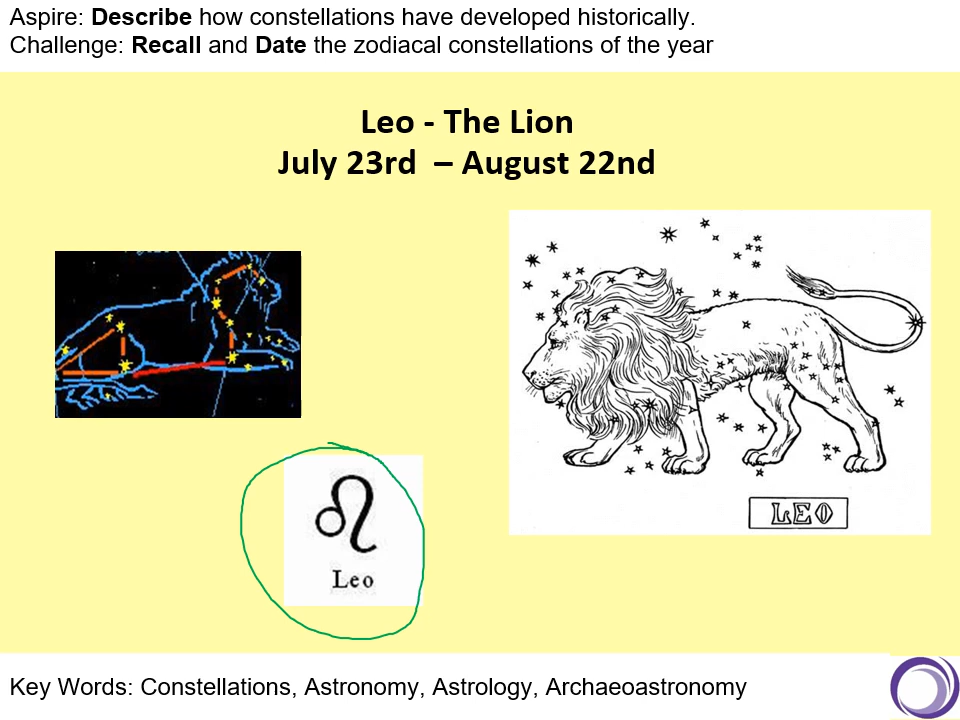 Aspire: Describe how constellations have developed historically.
Challenge: Recall and Date the zodiacal constellations of the year
Leo - The Lion
July 23rd – August 22nd
Leo
LEO
Key Words: Constellations, Astronomy, Astrology, Archaeoastronomy